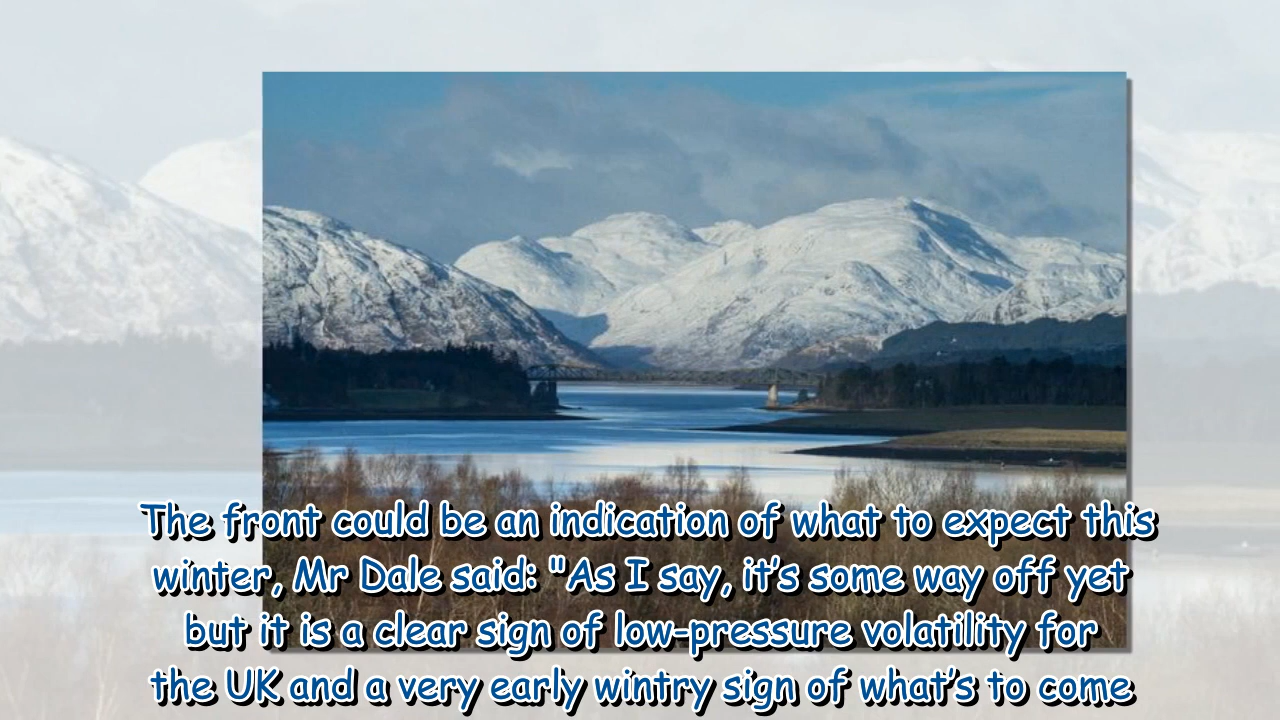 The front could be an indication of what to expect this
winter, Mr Dale said: "As I say, it’s some way off yet
but it is a clear sign of low-pressure volatility for
the UK and a very early wintry sign of what’s to come